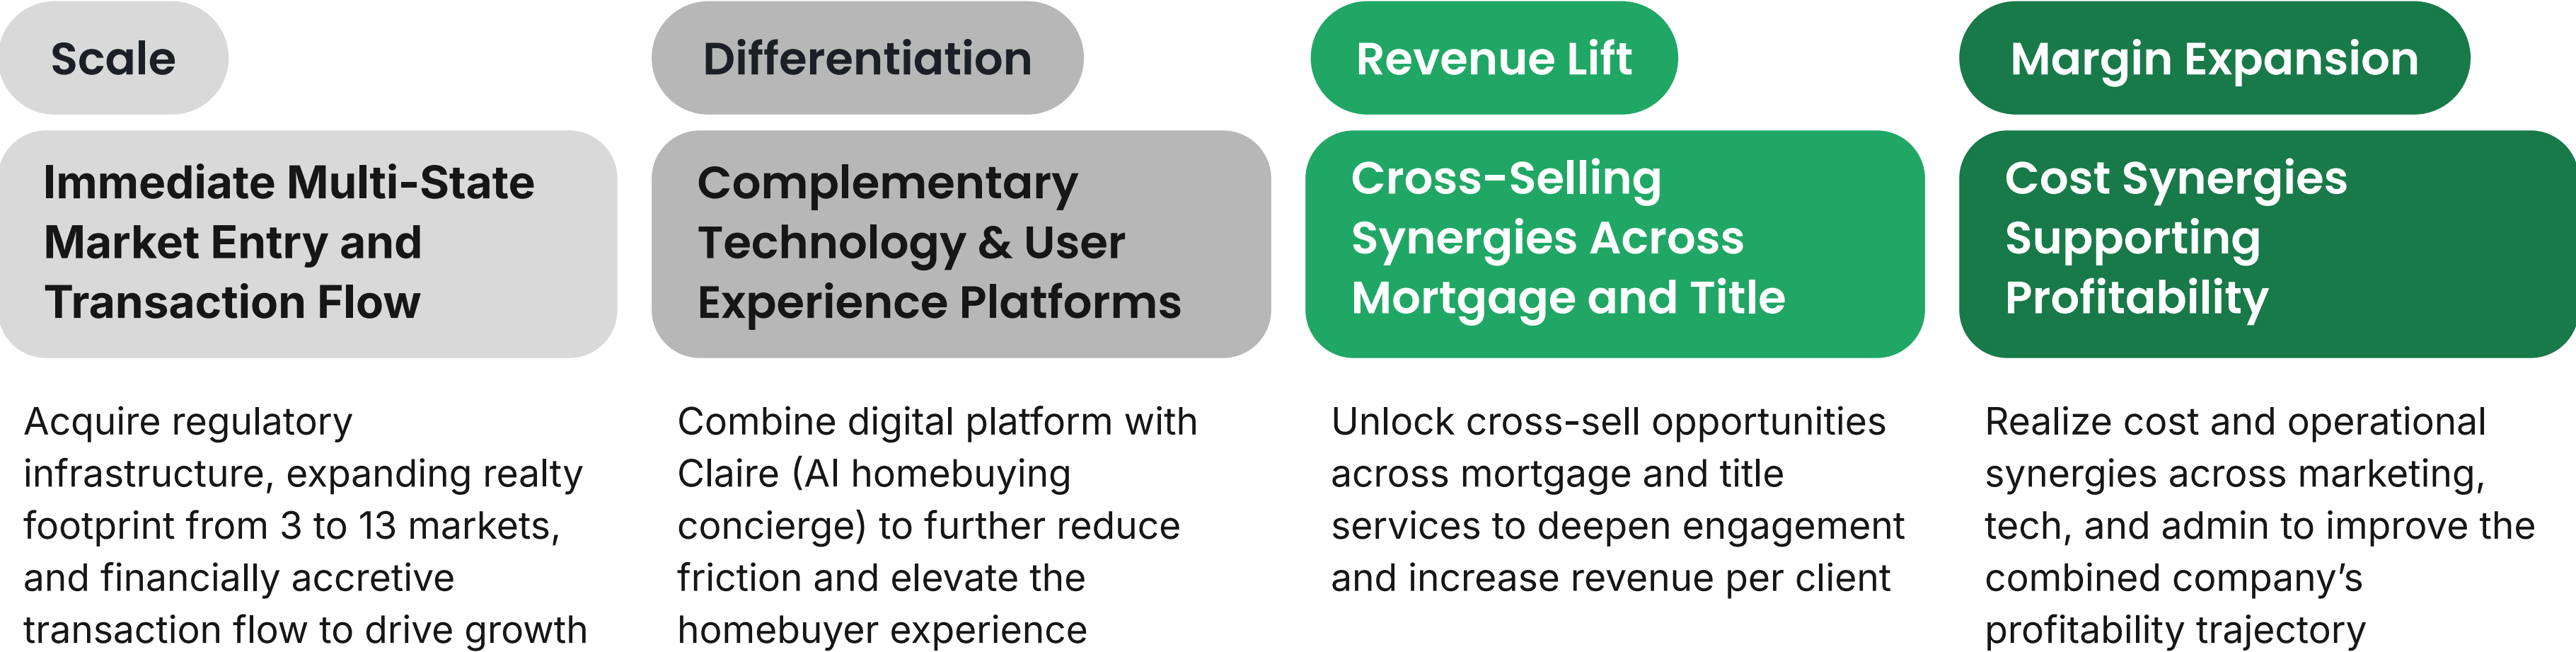 Scale
Immediate Multi-State
Market Entry and
Transaction Flow
Acquire regulatory
infrastructure, expanding realty
footprint from 3 to 13 markets,
and financially accretive
transaction flow to drive growth
Differentiation
Complementary
Technology & User
Experience Platforms
Combine digital platform with
Claire (AI homebuying
concierge) to further reduce
friction and elevate the
homebuyer experience
Revenue Lift
Cross-Selling
Synergies Across
Mortgage and Title
Unlock cross-sell opportunities
across mortgage and title
services to deepen engagement
and increase revenue per client
Margin Expansion
Cost Synergies
Supporting
Profitability
Realize cost and operational
synergies across marketing,
tech, and admin to improve the
combined company’s
profitability trajectory